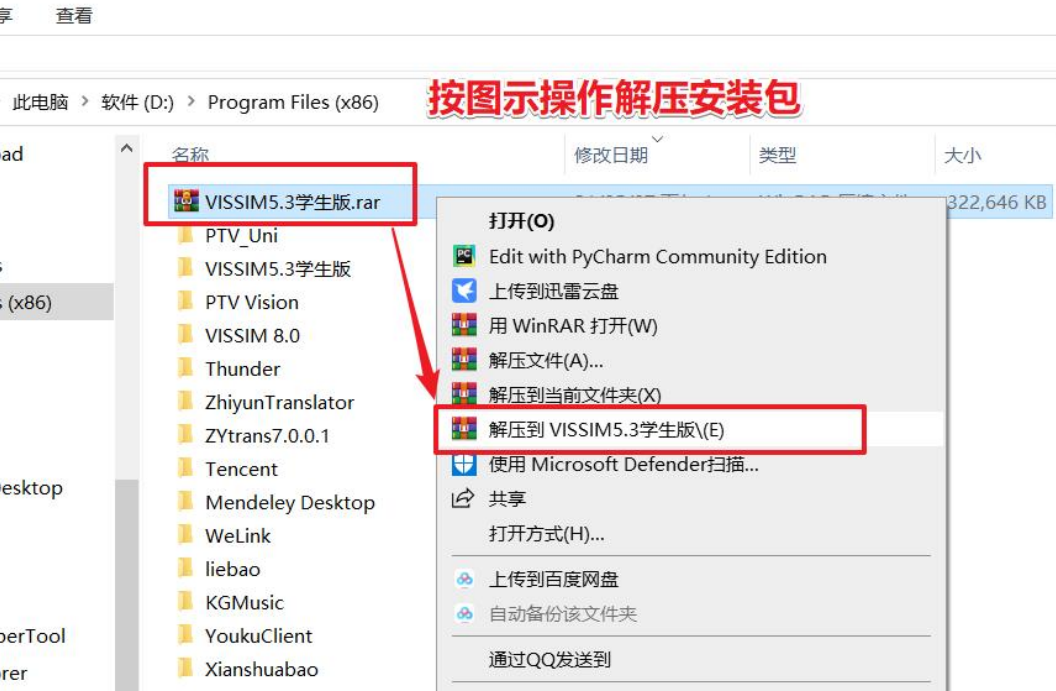 享 查看
此电脑 > 软件 (D:) > Program Files (x86)
按图示操作解压安装包
名称 修改日期 类型 大小
VISSIM5.3学生版.rar 322,646 KB
PTV_Uni
VISSIM5.3学生版
PTV Vision
VISSIM 8.0
Thunder
ZhiyunTranslator
ZYtrans7.0.0.1
Tencent
Mendeley Desktop
WeLink
liebao
KGMusic
YoukuClient
Xianshuabao
ad
s
s (x86)
esktop
perTool
rer
打开(O)
Edit with PyCharm Community Edition
上传到迅雷云盘
用 WinRAR 打开(W)
解压文件(A)...
解压到当前文件夹(X)
解压到 VISSIM5.3学生版\(E)
使用 Microsoft Defender扫描...
共享
打开方式(H)...
上传到百度网盘
自动备份该文件夹
通过QQ发送到